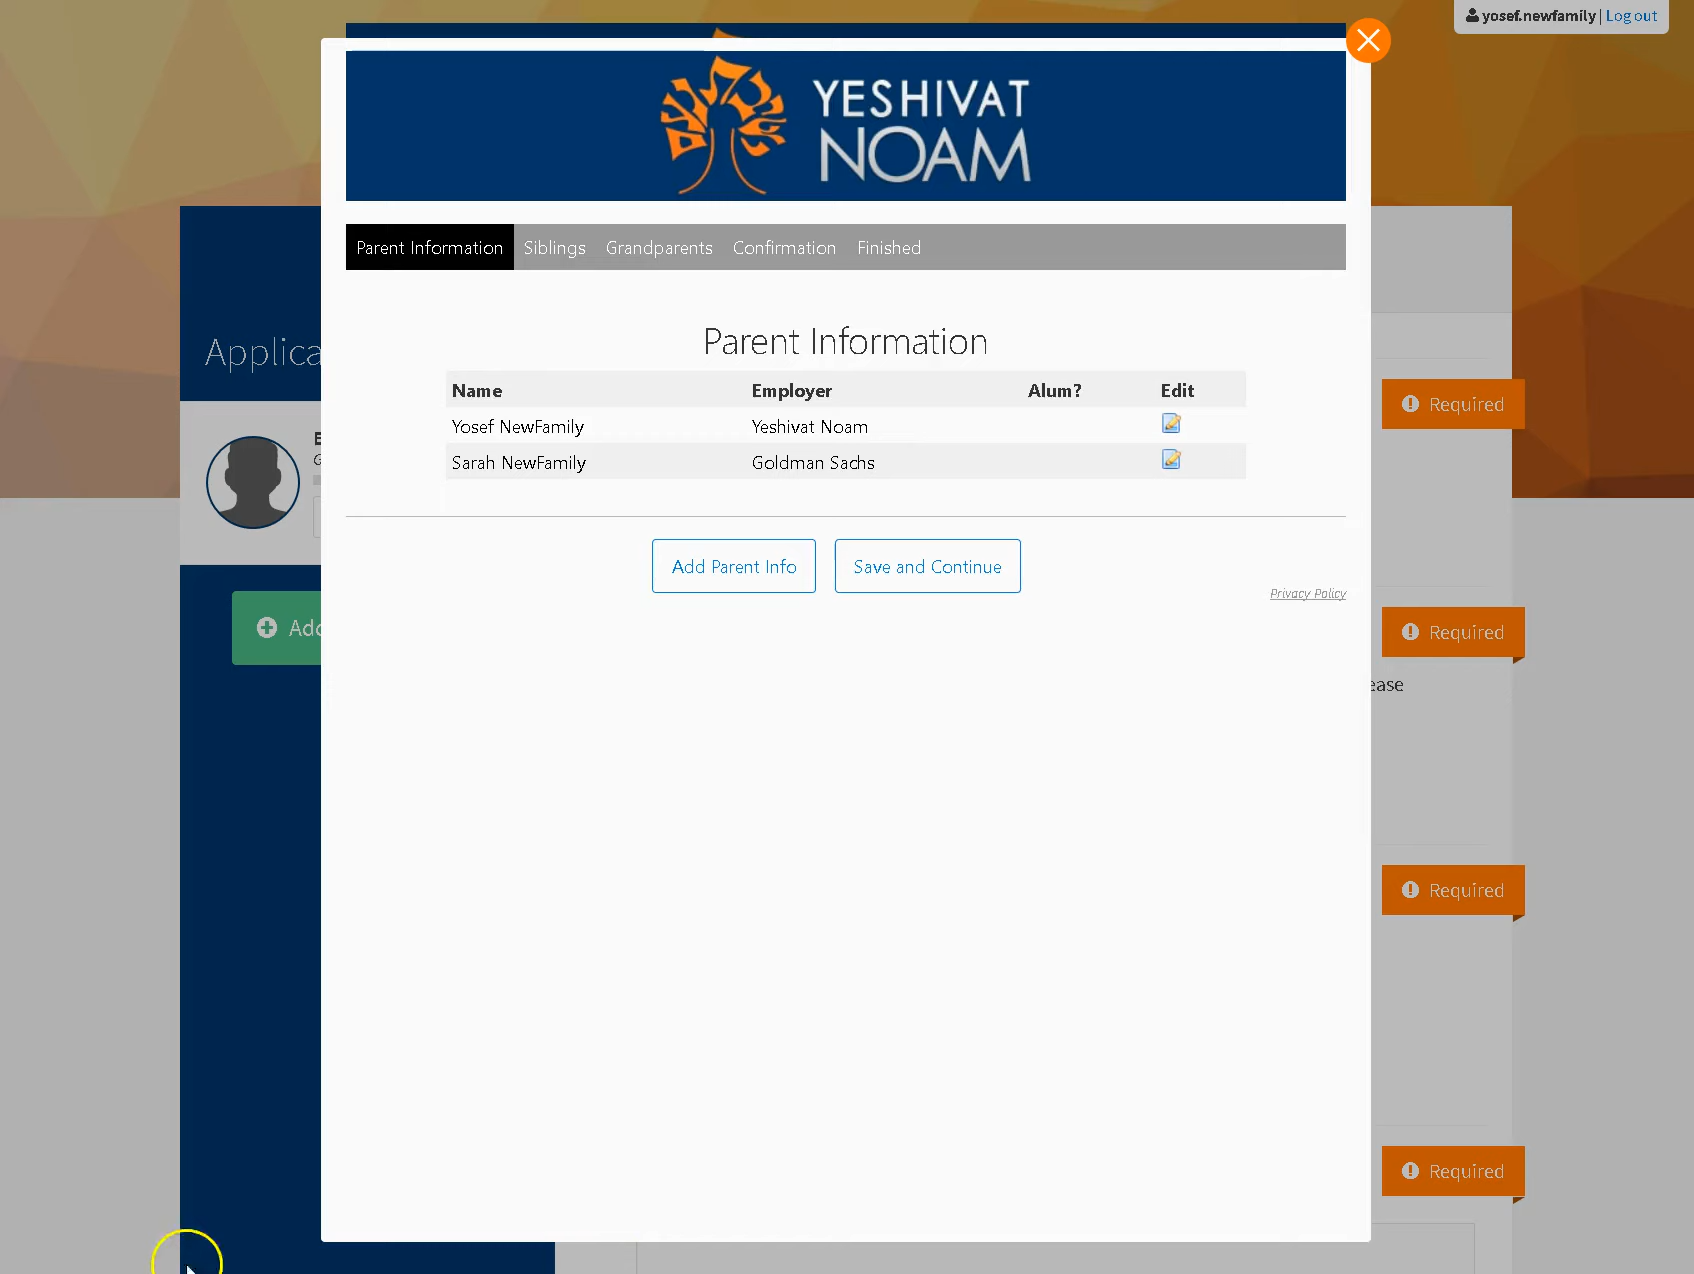 yosef.newfamily | Log out
YESHIVAT
NOAM
Parent Information Siblings Grandparents Confirmation Finished
Applica
Parent Information
Name Employer Alum? Edit
Yosef NewFamily Yeshivat Noam
Sarah NewFamily Goldman Sachs
Required
Add Parent Info Save and Continue
Privacy Policy
Add
Required
ease
Required
Required